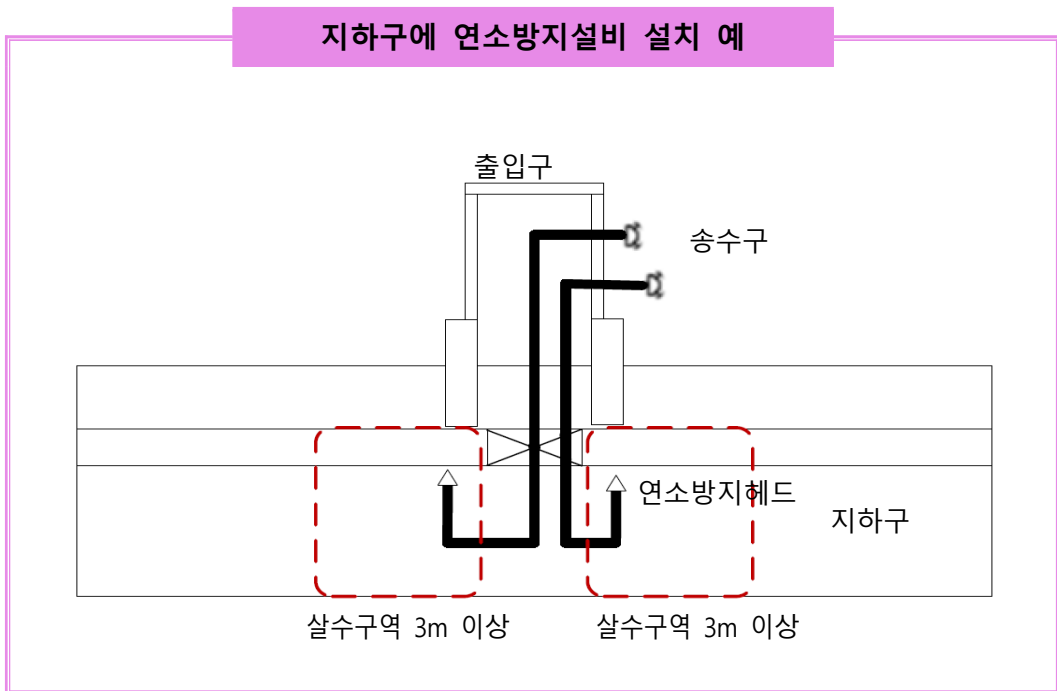 지하구에 연소방지설비 설치 예
출입구
송수구
연소방지헤드
지하구
살수구역 3m 이상
살수구역 3m 이상